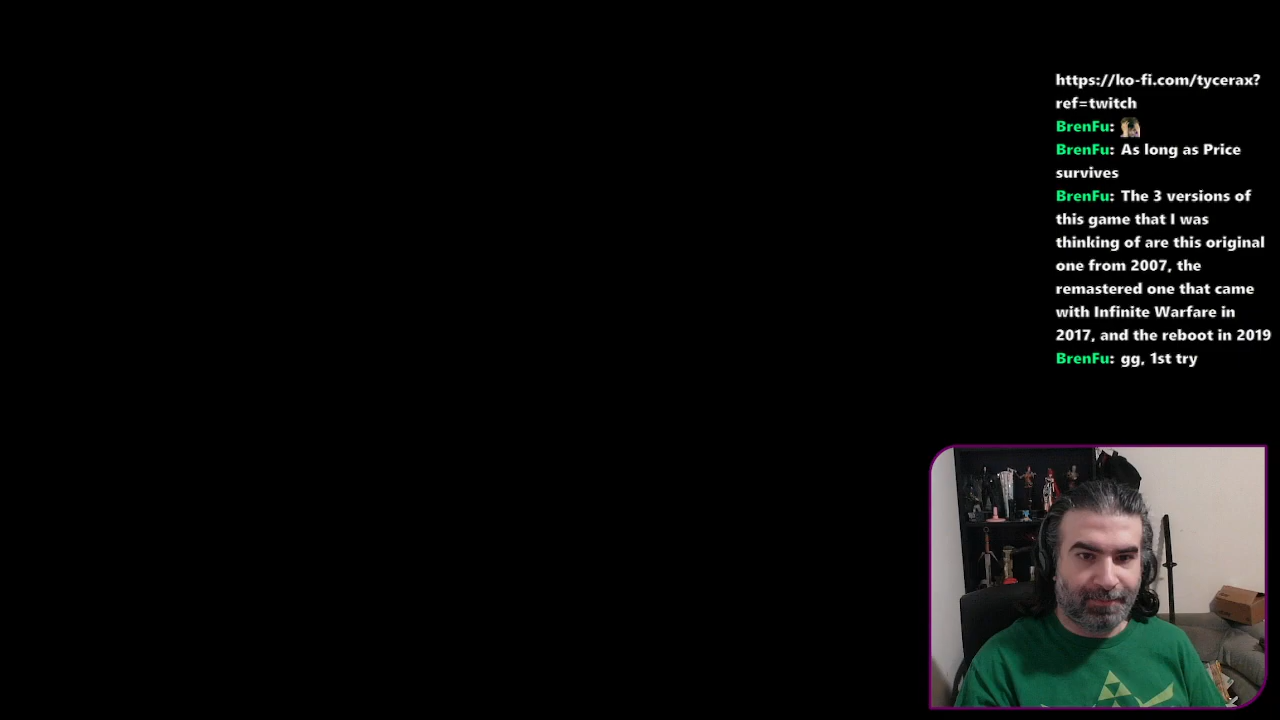 https://ko-fi.com/tycerax?
ref=twitch
BrenFu:
BrenFu: As long as Price
survives
BrenFu: The 3 versions of
this game that I was
thinking of are this original
one from 2007, the
remastered one that came
with Infinite Warfare in
2017, and the reboot in 2019
BrenFu: gg, 1st try